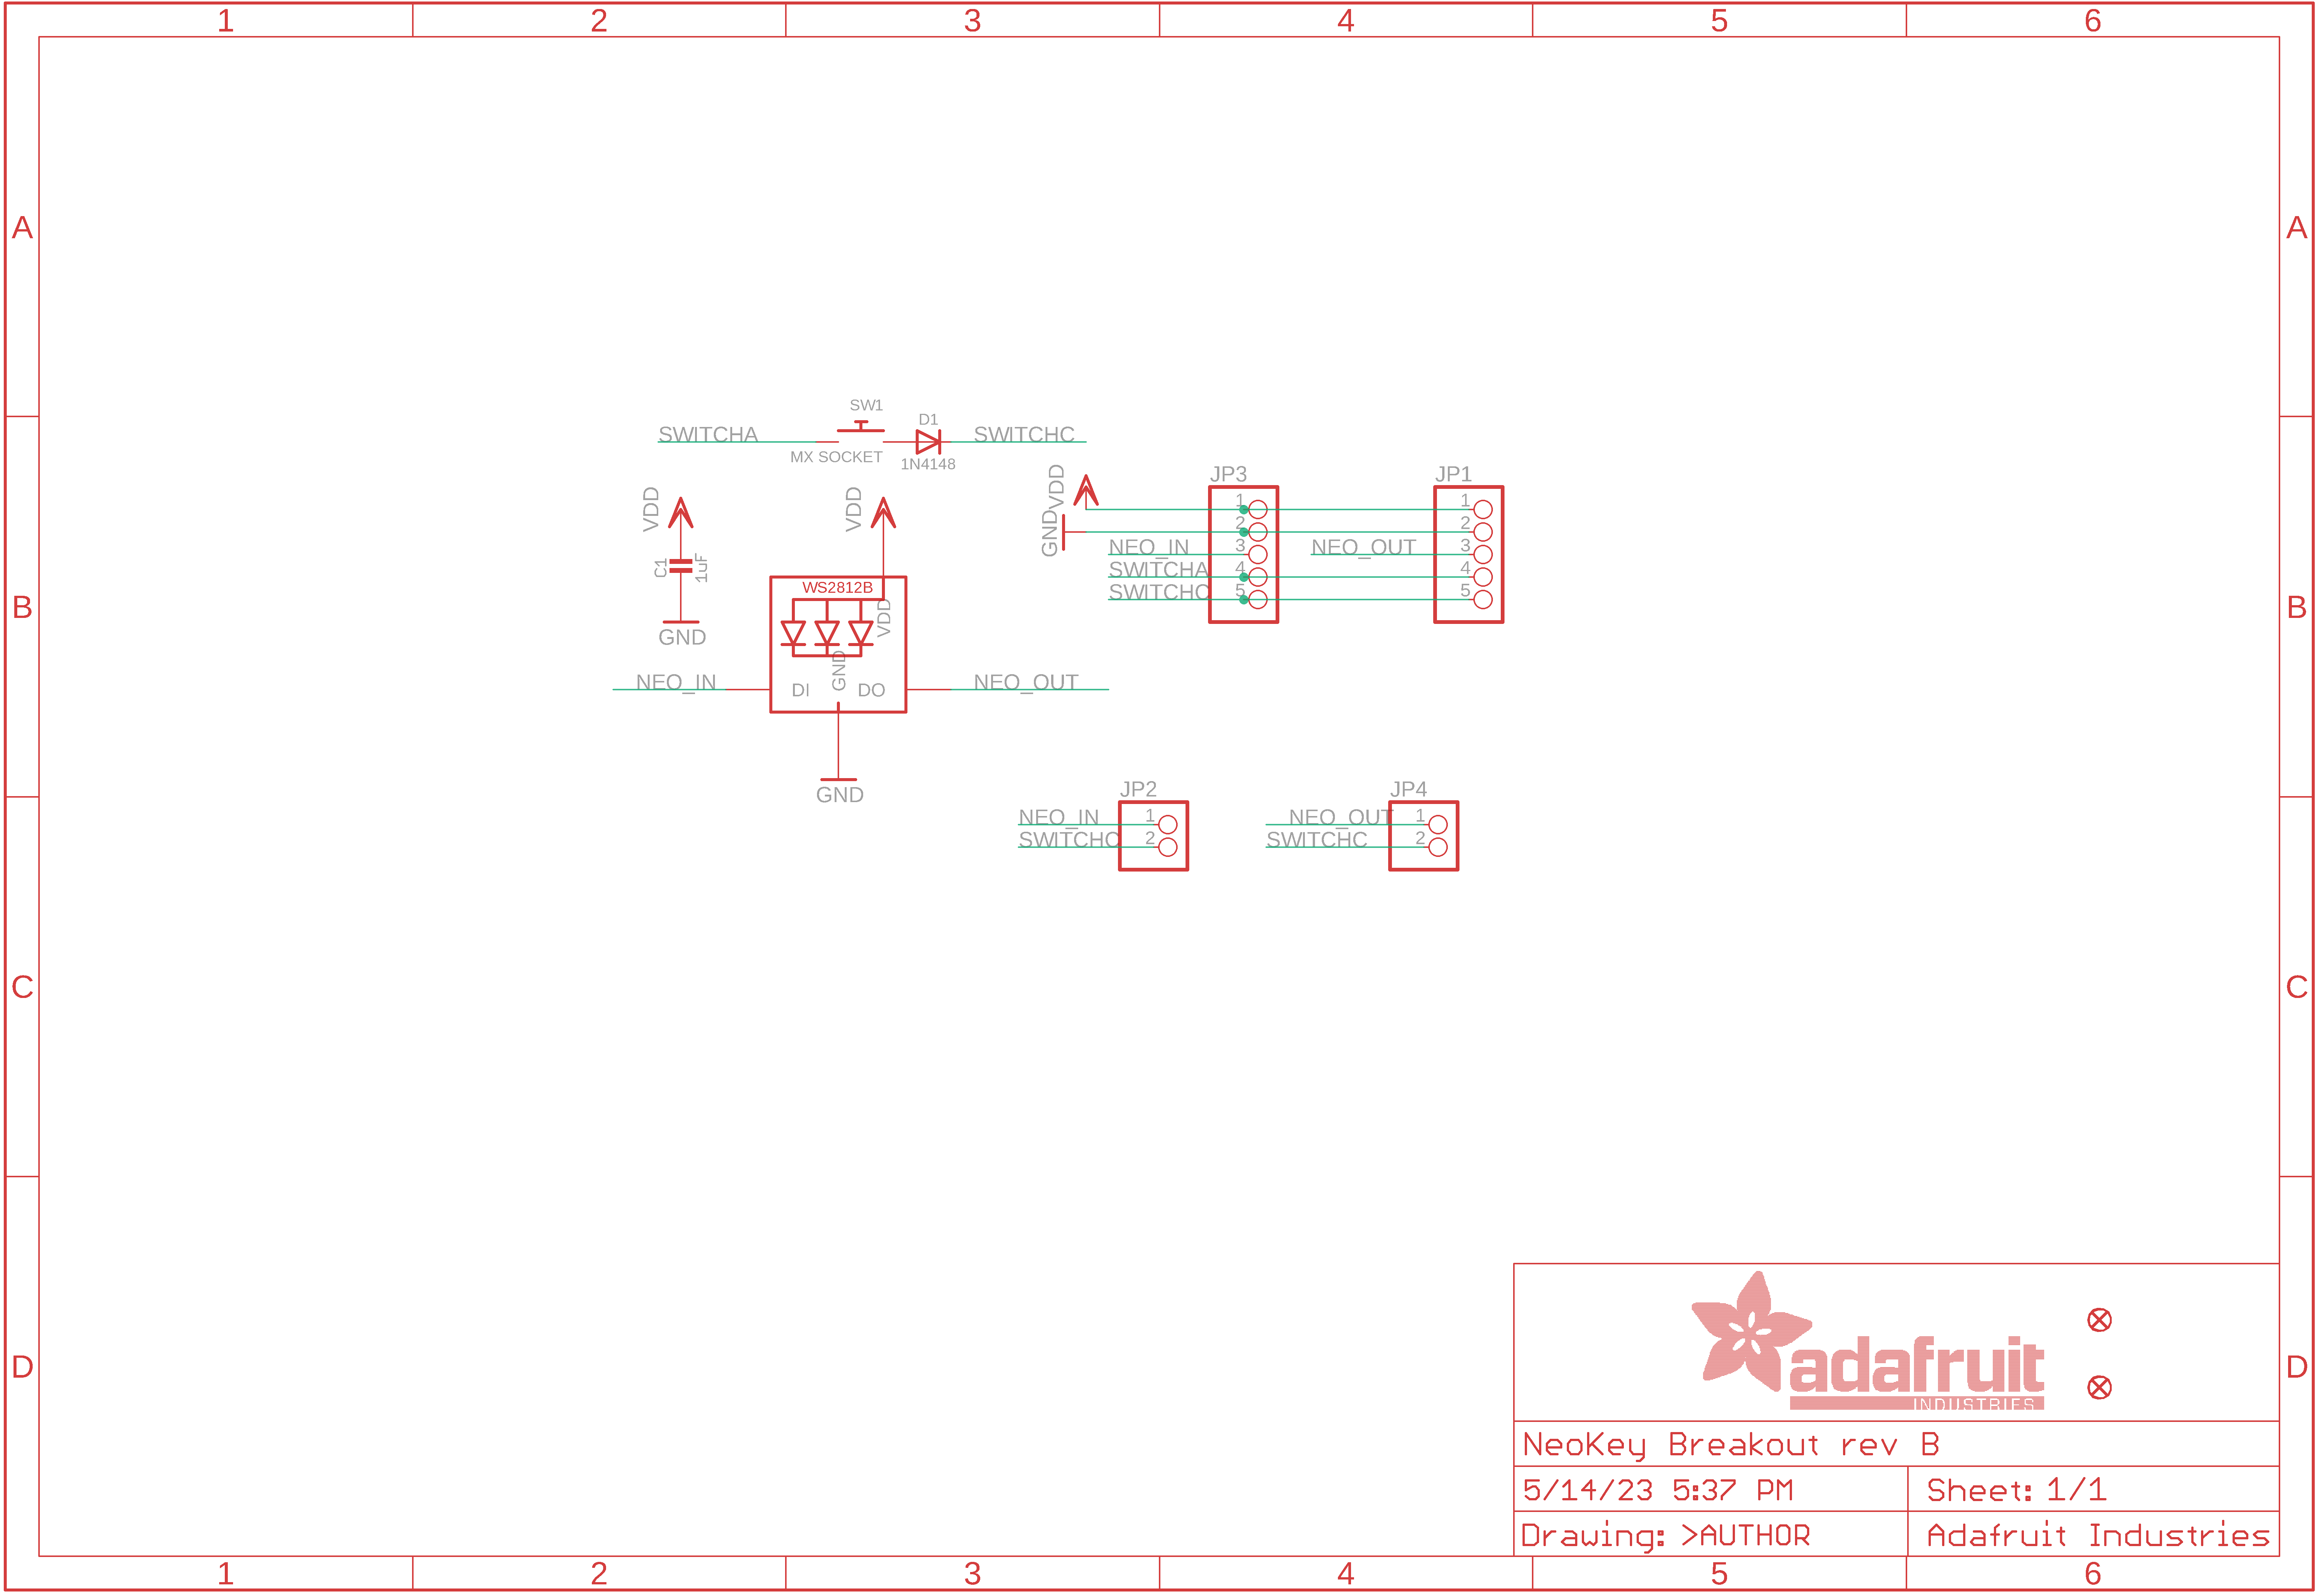 1 2 3 4 5 6
A A
SW1
D1
SWITCHA SWITCHC
MX SOCKET 1N4148
VDD VDD VDD
JP3 JP1
1 1
GND 2 2
NEO_IN 3 NEO_OUT 3
SWITCHA 4 4
SWITCHC 5 5
C1 1uF
WS2812B
B B
VDD
GND
GND
NEO_IN DI DO NEO_OUT
GND
JP2 JP4
NEO_IN 1 NEO_OUT 1
SWITCHC 2 SWITCHC 2
C C
D D
adafruit
INDUSTRIES
NeoKey Breakout rev B
5/14/23 5:37 PM Sheet: 1/1
Drawing: >AUTHOR Adafruit Industries
1 2 3 4 5 6